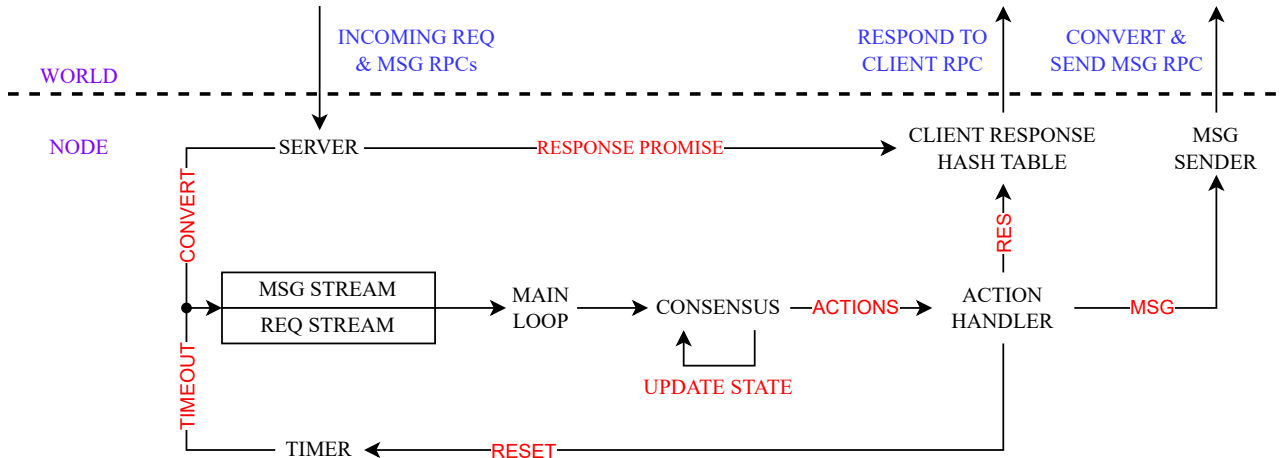 INCOMING REQ
& MSG RPCs
RESPOND TO
CLIENT RPC
CONVERT &
SEND MSG RPC
WORLD
NODE
SERVER
RESPONSE PROMISE
CLIENT RESPONSE
HASH TABLE
MSG
SENDER
CONVERT
RES
MSG STREAM
REQ STREAM
MAIN
LOOP
CONSENSUS
ACTIONS
ACTION
HANDLER
MSG
UPDATE STATE
TIMEOUT
TIMER
RESET